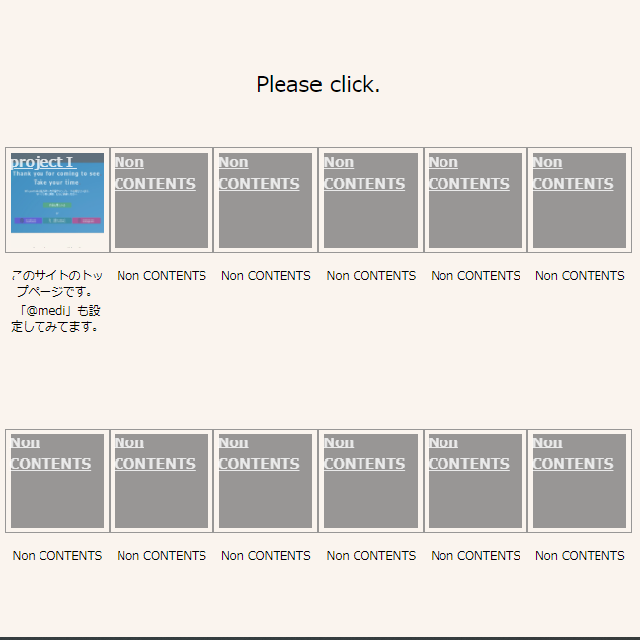 Please click.
project I
Thank you for coming to see
Take your time
Non
CONTENTS
Non
CONTENTS
Non
CONTENTS
Non
CONTENTS
Non
CONTENTS
このサイトのトッ
プページです。
「@medi」も設
定してみてます。
Non CONTENTS
Non CONTENTS
Non CONTENTS
Non CONTENTS
Non CONTENTS
Non
CONTENTS
Non
CONTENTS
Non
CONTENTS
Non
CONTENTS
Non
CONTENTS
Non
CONTENTS
Non CONTENTS
Non CONTENTS
Non CONTENTS
Non CONTENTS
Non CONTENTS
Non CONTENTS